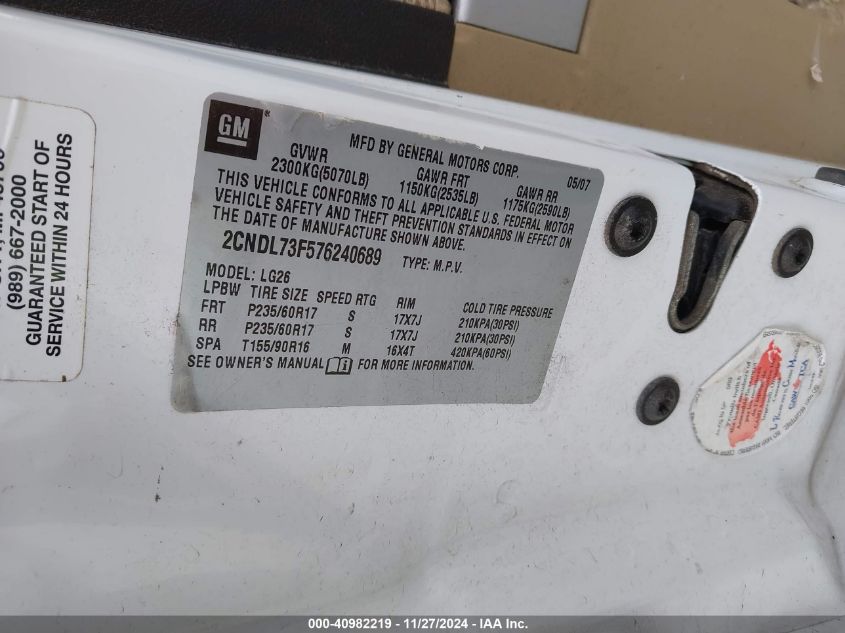 (989) 667-2000
GUARANTEED START OF
SERVICE WITHIN 24 HOURS
GM ®
MFD BY GENERAL MOTORS CORP. 05/07
GVWR GAWR FRT GAWR RR
2300KG(5070LB) 1150KG(2535LB) 1175KG(2590LB)
THIS VEHICLE CONFORMS TO ALL APPLICABLE U.S. FEDERAL MOTOR
VEHICLE SAFETY AND THEFT PREVENTION STANDARDS IN EFFECT ON
THE DATE OF MANUFACTURE SHOWN ABOVE.
2CNDL73F576240689 TYPE: M.P.V.
MODEL: LG26
LPBW TIRE SIZE SPEED RTG RIM COLD TIRE PRESSURE
FRT P235/60R17 S 17X7J 210KPA(30PSI)
RR P235/60R17 S 17X7J 210KPA(30PSI)
SPA T155/90R16 M 16X4T 420KPA(60PSI)
SEE OWNER'S MANUAL FOR MORE INFORMATION.
000-40982219 - 11/27/2024 - IAA Inc.